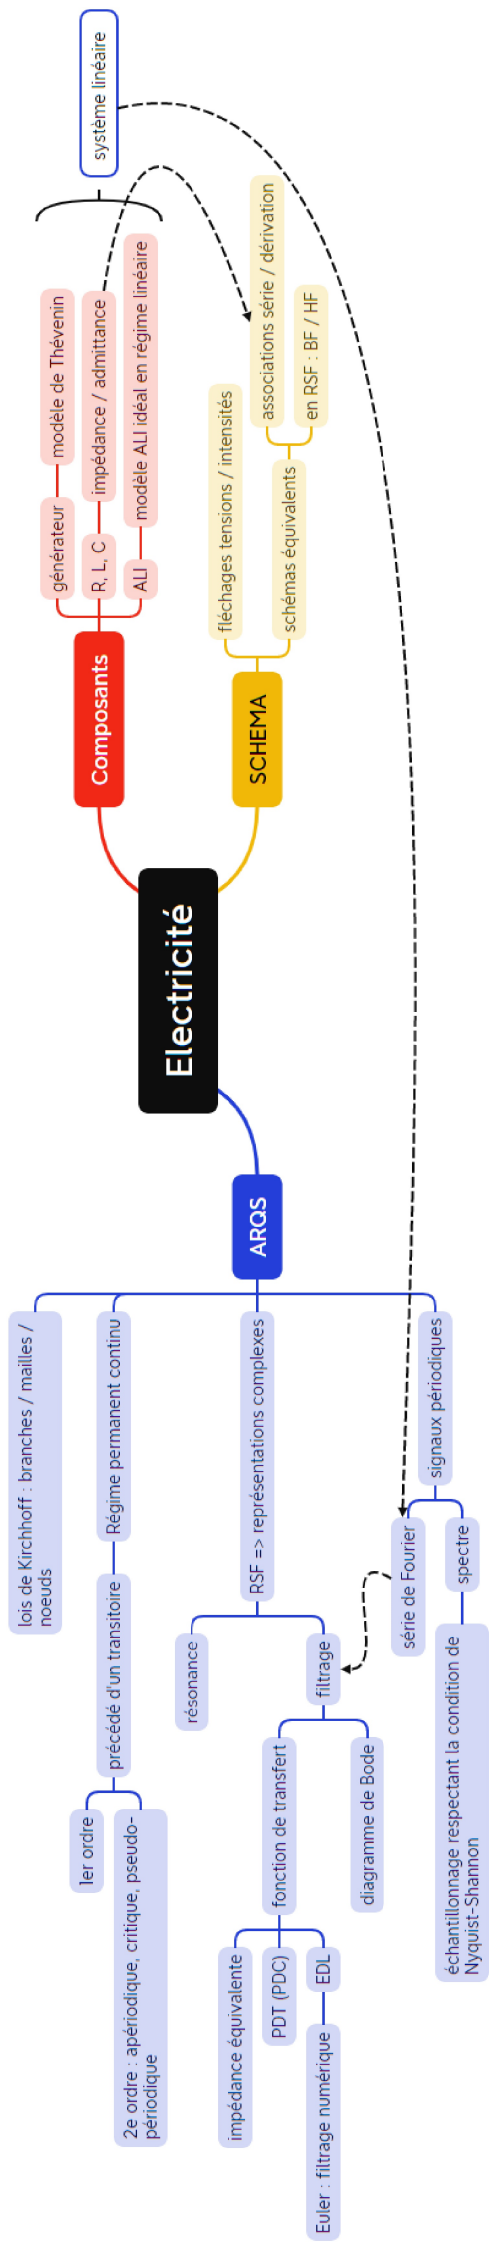 Electricité
Composants
générateur
modèle de Thévenin
R, L, C
impédance / admittance
ALI
modèle ALI idéal en régime linéaire
système linéaire
SCHEMA
fléchages tensions / intensités
schémas équivalents
associations série / dérivation
en RSF : BF / HF
ARQS
lois de Kirchhoff : branches / mailles /
noeuds
Régime permanent continu
précédé d'un transitoire
1er ordre
2e ordre : apériodique, critique, pseudo-
périodique
RSF => représentations complexes
résonance
filtrage
fonction de transfert
impédance équivalente
PDT (PDC)
EDL
Euler : filtrage numérique
diagramme de Bode
signaux périodiques
série de Fourier
spectre
échantillonnage respectant la condition de
Nyquist-Shannon